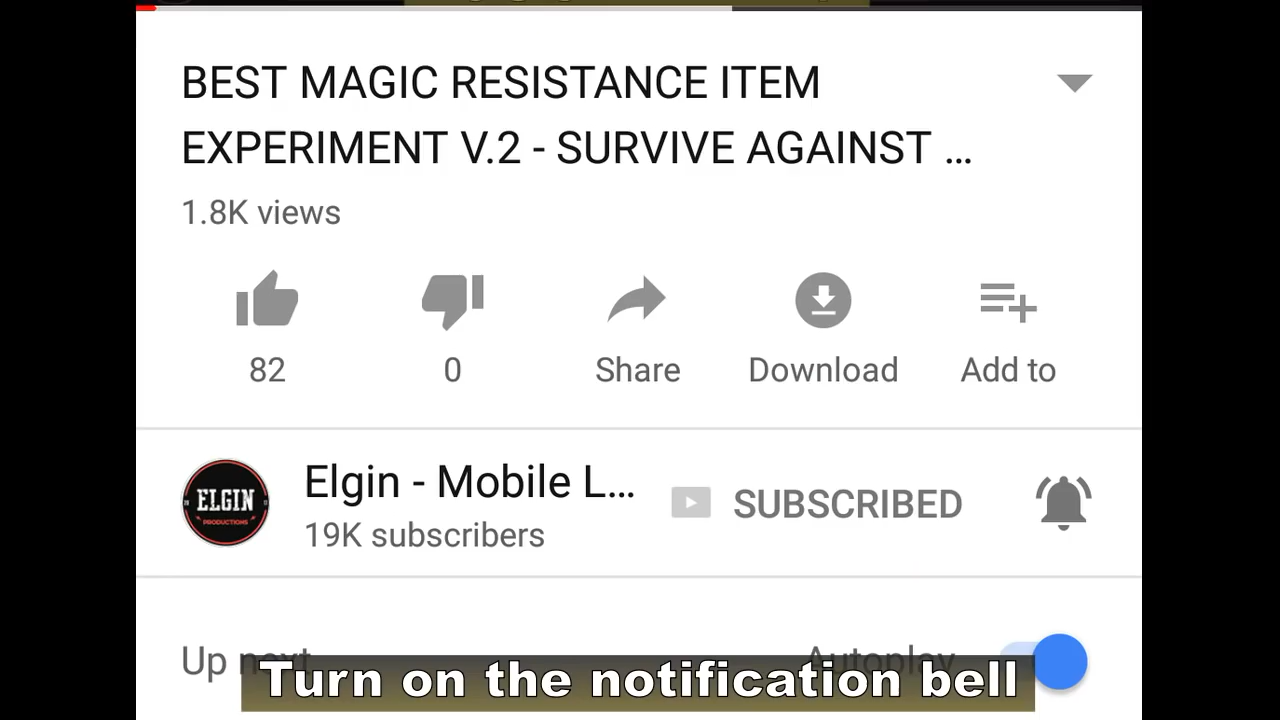 BEST MAGIC RESISTANCE ITEM
EXPERIMENT V.2 - SURVIVE AGAINST ...
1.8K views
82
0
Share
Download
Add to
ELGIN
PRODUCTIONS
Elgin - Mobile L...
19K subscribers
SUBSCRIBED
Up next
Autoplay
Turn on the notification bell